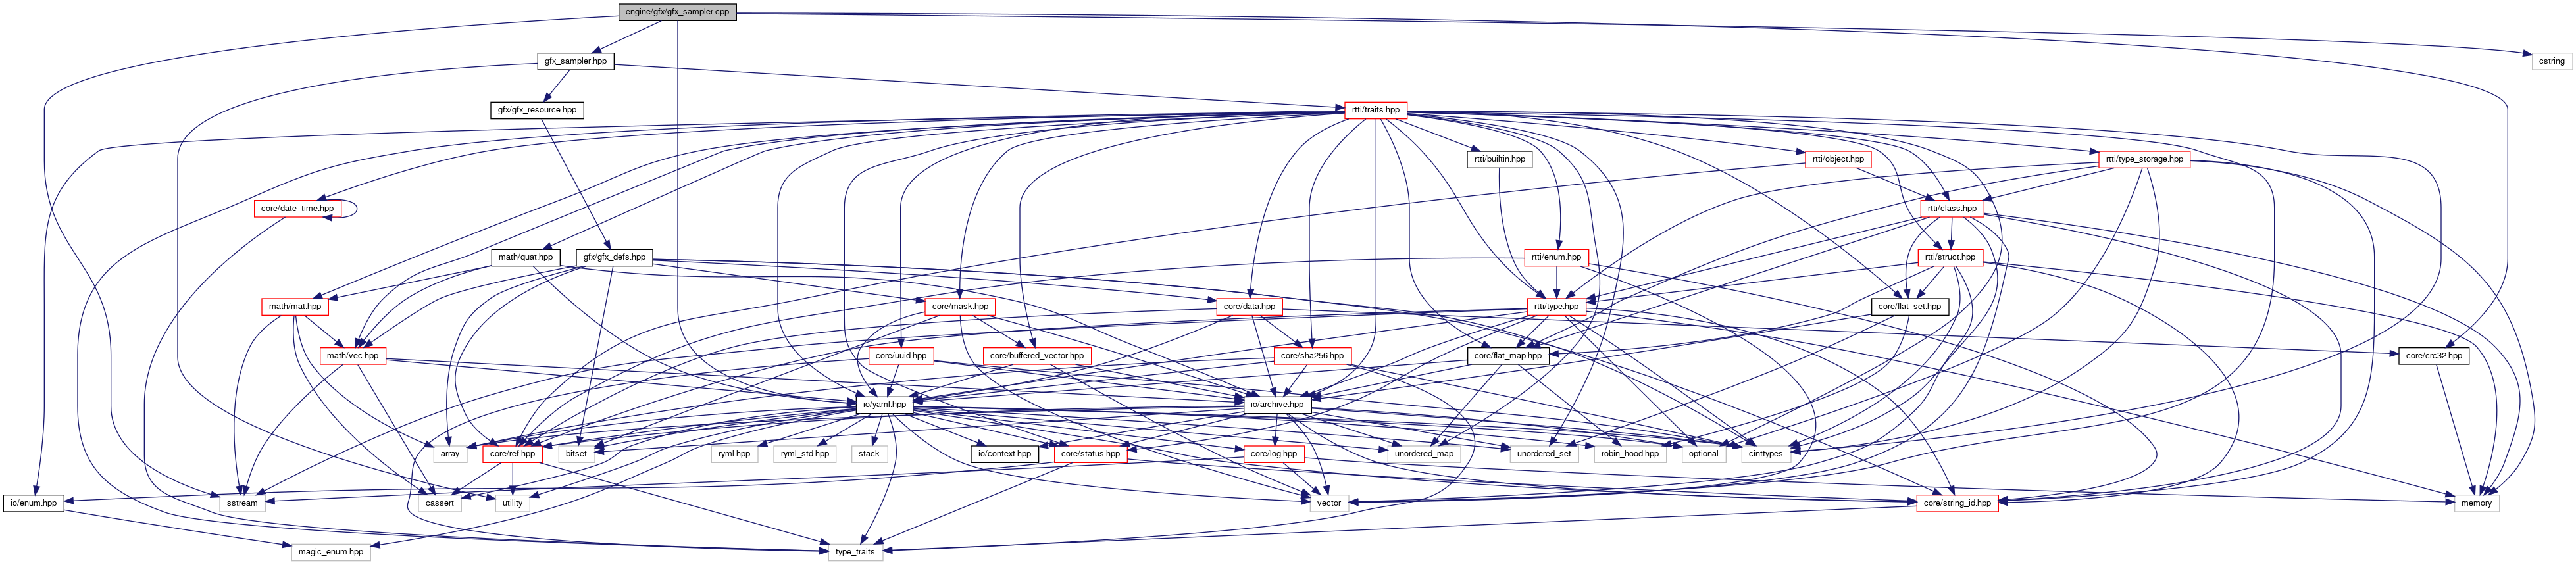 engine/gfx/gfx_sampler.cpp
gfx_sampler.hpp
cstring
gfx/gfx_resource.hpp
rtti/traits.hpp
rtti/builtin.hpp
rtti/object.hpp
rtti/type_storage.hpp
core/date_time.hpp
rtti/class.hpp
math/quat.hpp
gfx/gfx_defs.hpp
rtti/enum.hpp
rtti/struct.hpp
math/mat.hpp
core/mask.hpp
core/data.hpp
rtti/type.hpp
core/flat_set.hpp
math/vec.hpp
core/uuid.hpp
core/buffered_vector.hpp
core/sha256.hpp
core/flat_map.hpp
core/crc32.hpp
io/yaml.hpp
io/archive.hpp
array
core/ref.hpp
bitset
ryml.hpp
ryml_std.hpp
stack
io/context.hpp
core/status.hpp
core/log.hpp
unordered_map
unordered_set
robin_hood.hpp
optional
cinttypes
io/enum.hpp
sstream
cassert
utility
vector
core/string_id.hpp
memory
magic_enum.hpp
type_traits